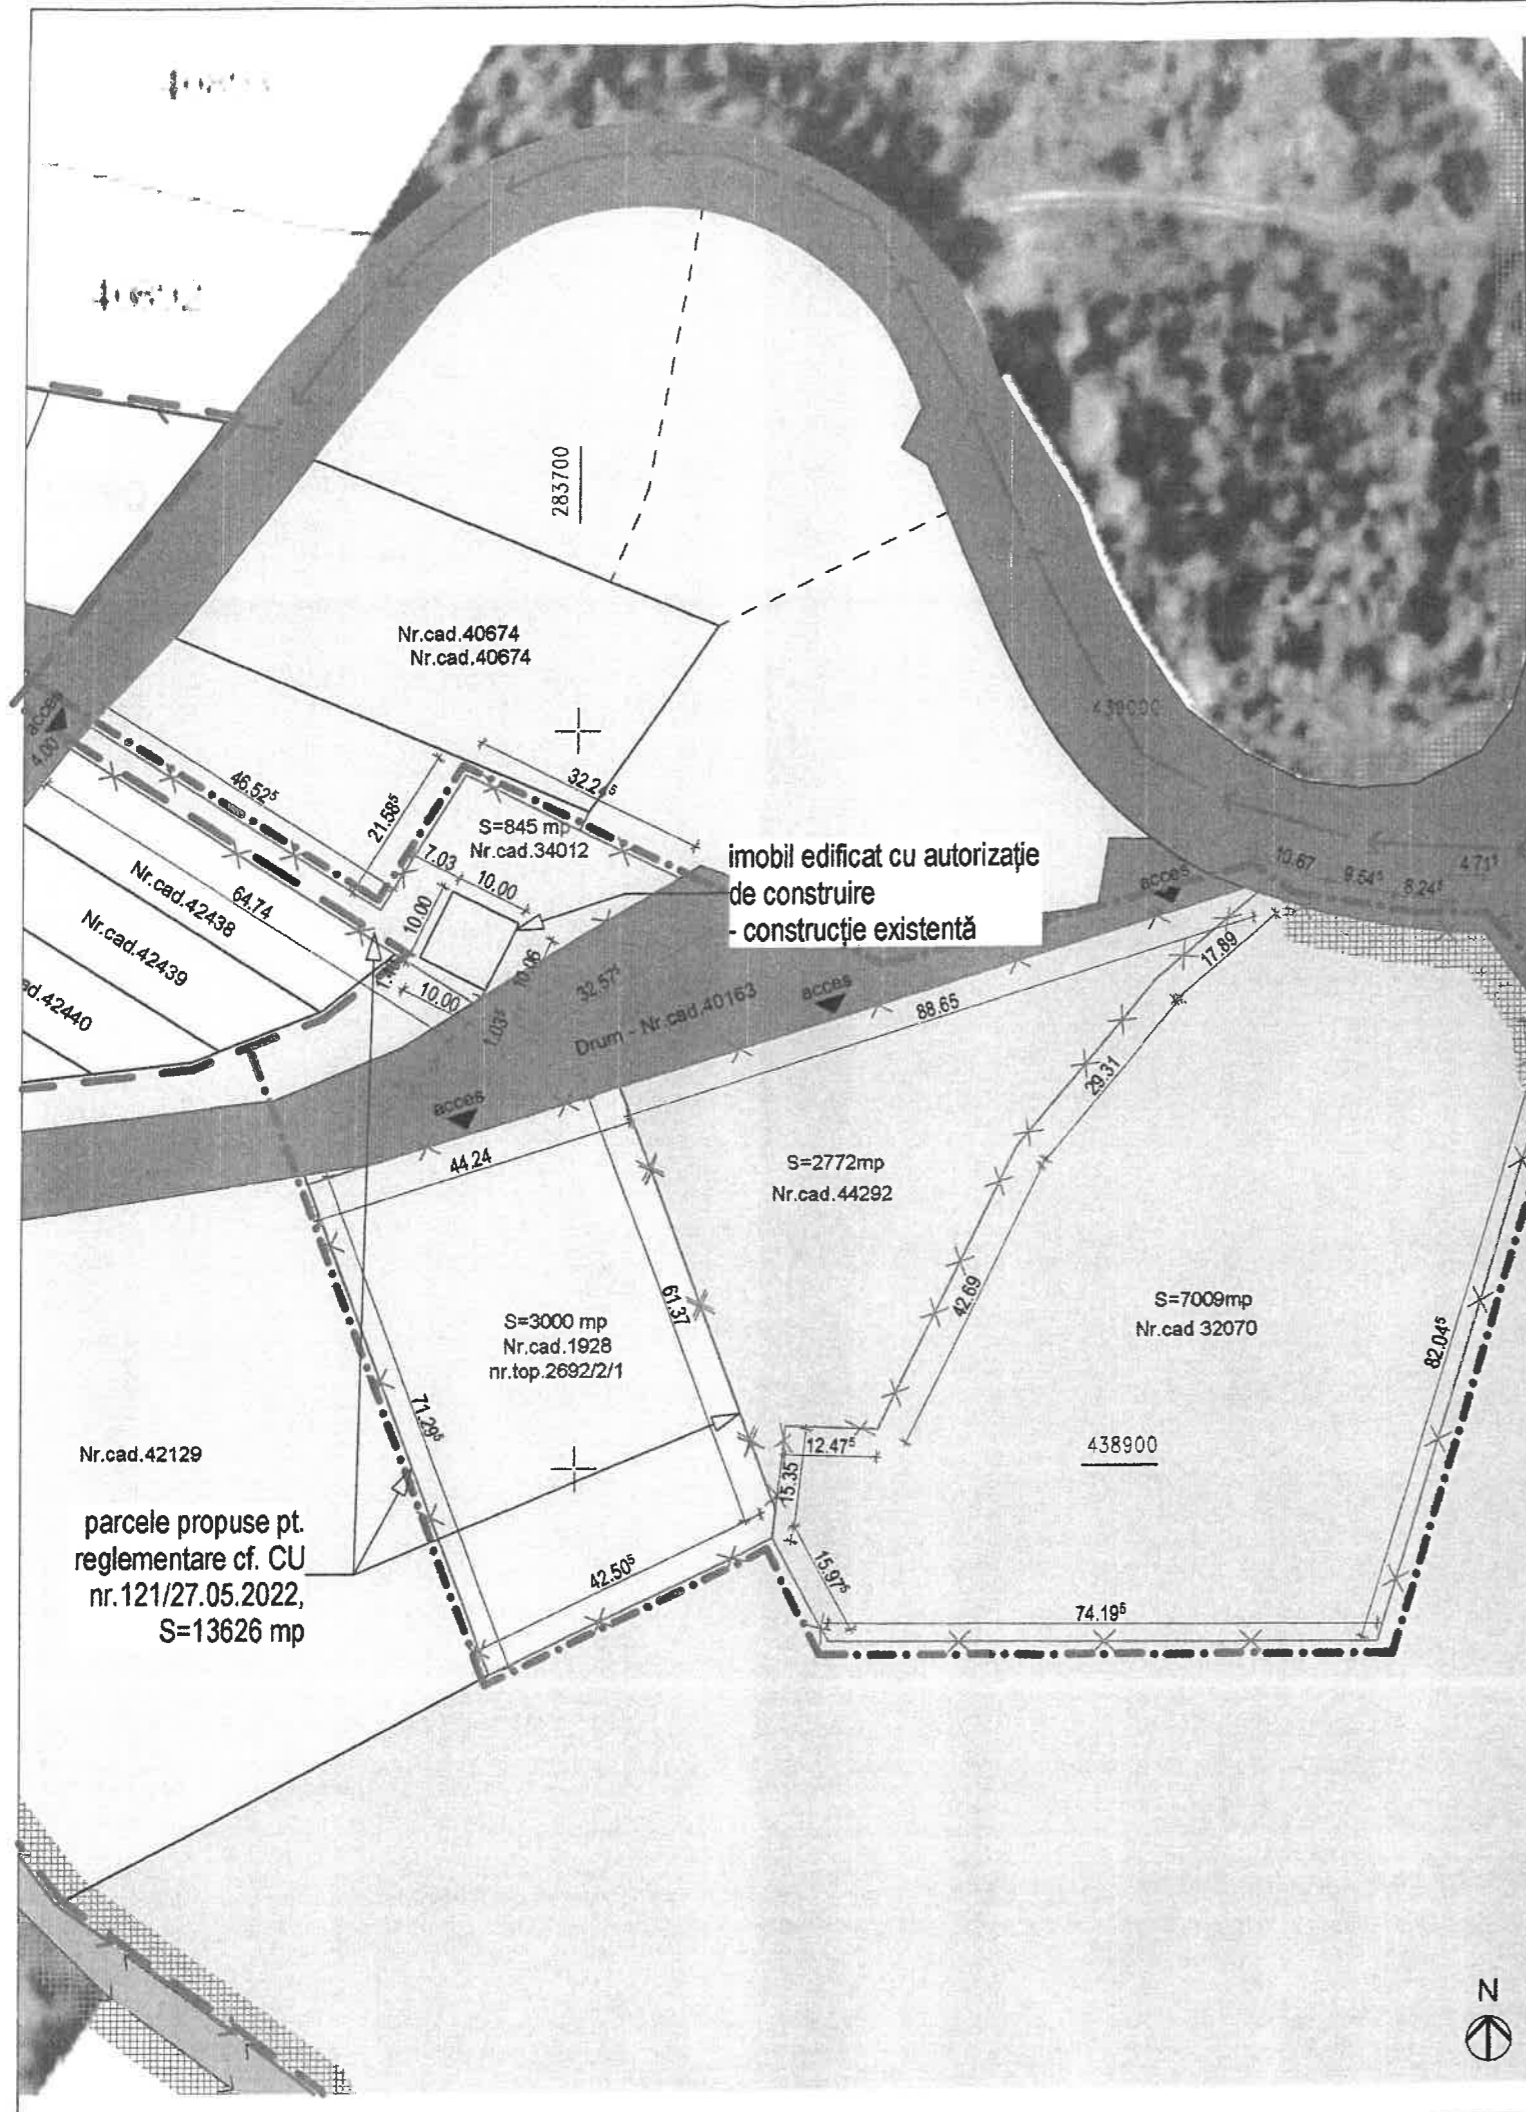 283700
Nr.cad.40674
Nr.cad.40674
439000
acces
4.00
46.52⁵
21.58⁵
S=845 mp
Nr.cad.34012
7.03
10.00
10.00
10.00
10.06
1.03⁵
32.57⁵
imobil edificat cu autorizație
de construire
- construcție existentă
acces
10.67
9.54⁵
8.24⁵
4.71⁵
Nr.cad.42438
64.74
Nr.cad.42439
ad.42440
Drum - Nr.cad.40163
acces
88.65
17.89
29.31
acces
44.24
S=2772mp
Nr.cad.44292
42.69
61.37
S=3000 mp
Nr.cad.1928
nr.top.2692/2/1
S=7009mp
Nr.cad 32070
82.04⁵
71.29⁵
Nr.cad.42129
12.47⁵
15.35
438900
parcele propuse pt.
reglementare cf. CU
nr.121/27.05.2022,
S=13626 mp
42.50⁵
15.97⁵
74.19⁵
N